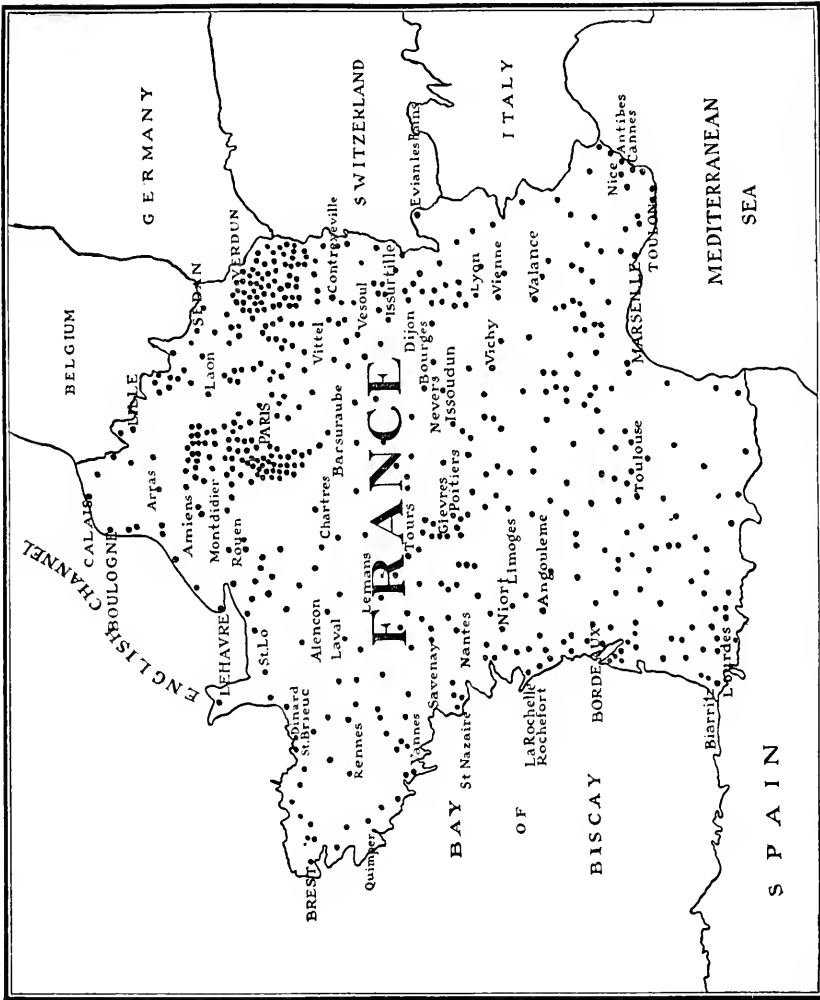 BELGIUM
GERMANY
SWITZERLAND
ITALY
MEDITERRANEAN
SEA
SPAIN
BAY
OF
BISCAY
ENGLISH CHANNEL
FRANCE
CALAIS
BOULOGNE
LILLE
Arras
SEDAN
VERDUN
Amiens
Laon
Montdidier
Rouen
LEHAVRE
PARIS
St.Lo
Dinard
St.Brieuc
BREST
Alencon
Laval
Chartres
Barsuraube
Vittel
Contrexeville
Rennes
Lemans
Vesoul
Quimper
Issurtille
Vannes
Tours
Dijon
Bourges
Evian les Bains
Savenay
Gievres
Poitiers
Nevers
Issoudun
St Nazaire
Nantes
Lyon
Vienne
Vichy
Niort
Limoges
LaRochelle
Rochefort
Angouleme
Valance
BORDEAUX
Nice
Antibes
Cannes
TOULON
MARSEILLE
Toulouse
Biarritz
Lourdes